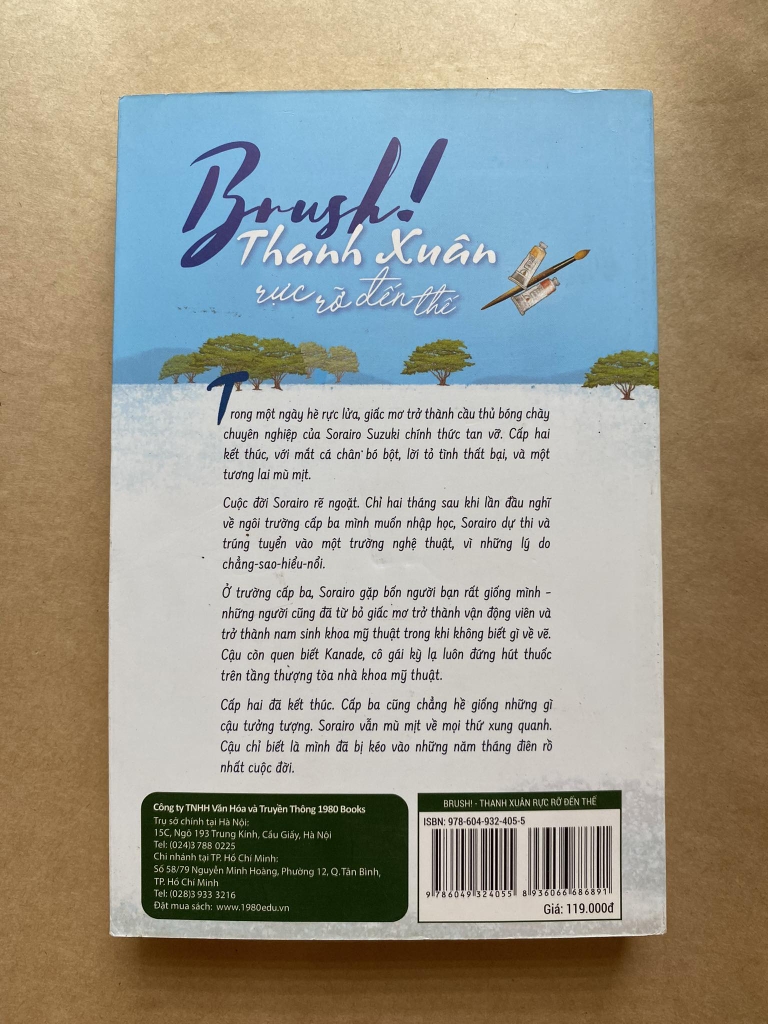 Brush!
Thanh Xuân
rực rỡ đến thế
Trong một ngày hè rực lửa, giấc mơ trở thành cầu thủ bóng chày
chuyên nghiệp của Sorairo Suzuki chính thức tan vỡ. Cấp hai
kết thúc, với mắt cá chân bó bột, lời tỏ tình thất bại, và một
tương lai mù mịt.
Cuộc đời Sorairo rẽ ngoặt. Chỉ hai tháng sau khi lần đầu nghĩ
về ngôi trường cấp ba mình muốn nhập học, Sorairo dự thi và
trúng tuyển vào một trường nghệ thuật, vì những lý do
chẳng-sao-hiểu-nổi.
Ở trường cấp ba, Sorairo gặp bốn người bạn rất giống mình –
những người cũng đã từ bỏ giấc mơ trở thành vận động viên và
trở thành nam sinh khoa mỹ thuật trong khi không biết gì về vẽ.
Cậu còn quen biết Kanade, cô gái kỳ lạ luôn đứng hút thuốc
trên tầng thượng tòa nhà khoa mỹ thuật.
Cấp hai đã kết thúc. Cấp ba cũng chẳng hề giống những gì
cậu tưởng tượng. Sorairo vẫn mù mịt về mọi thứ xung quanh.
Cậu chỉ biết là mình đã bị kéo vào những năm tháng điên rồ
nhất cuộc đời.
Công ty TNHH Văn Hóa và Truyền Thông 1980 Books
Trụ sở chính tại Hà Nội:
15C, Ngõ 193 Trung Kính, Cầu Giấy, Hà Nội
Tel: (024)3 788 0225
Chi nhánh tại TP. Hồ Chí Minh:
Số 58/79 Nguyễn Minh Hoàng, Phường 12, Q.Tân Bình,
TP. Hồ Chí Minh
Tel: (028)3 933 3216
Đặt mua sách: www.1980edu.vn
BRUSH! - THANH XUÂN RỰC RỠ ĐẾN THẾ
ISBN: 978-604-932-405-5
9 786049 324055 8 936066 686891
Giá: 119.000đ